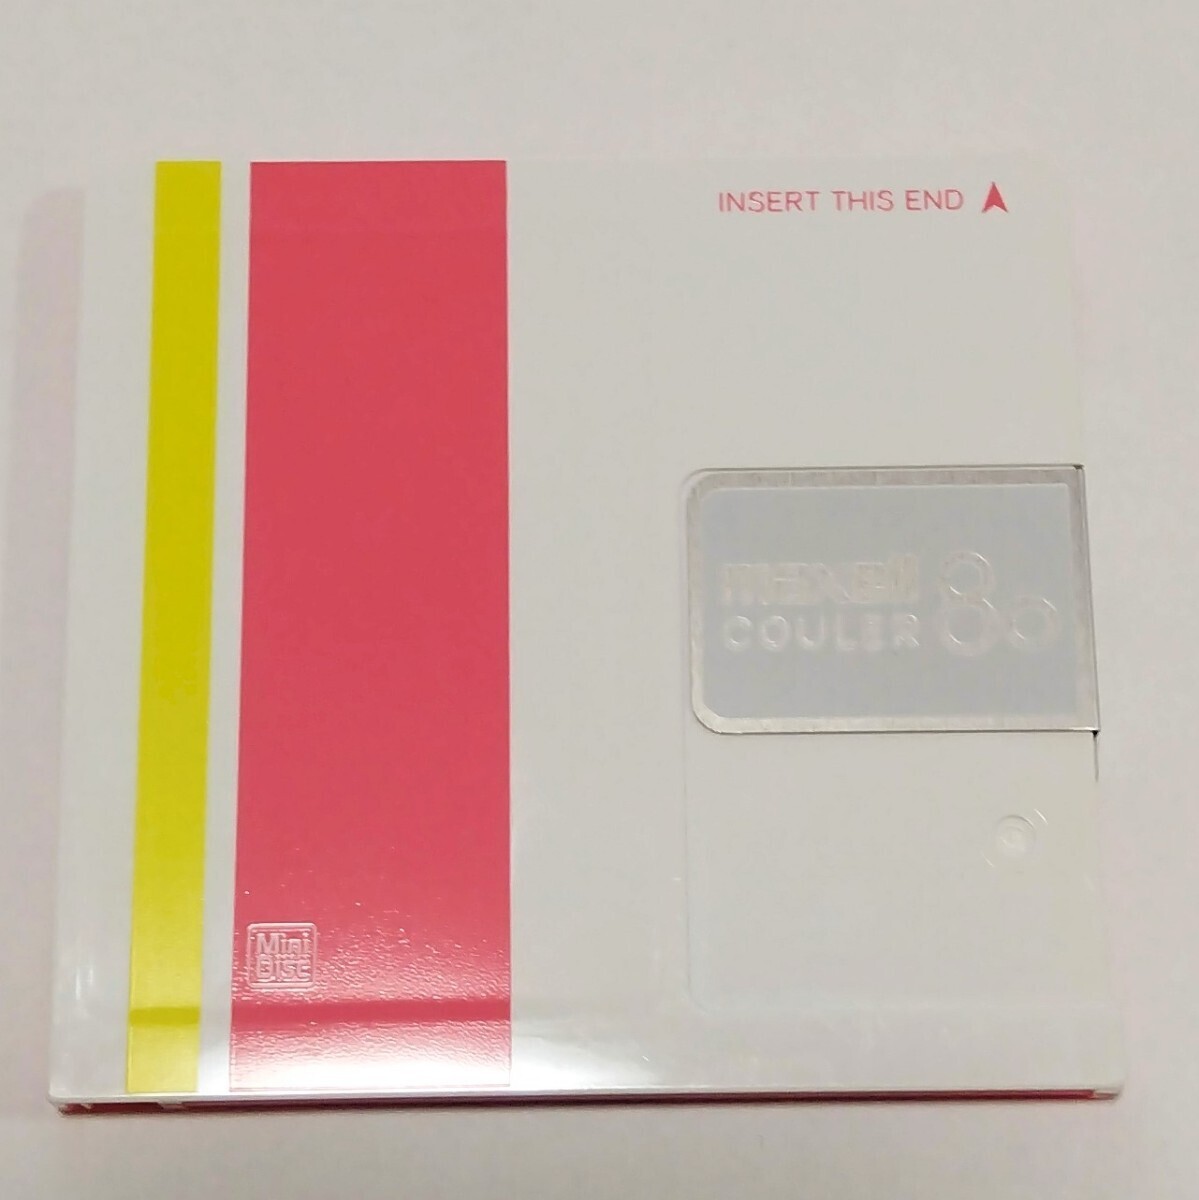 INSERT THIS END
maxell
COULER 80
Mini
Disc